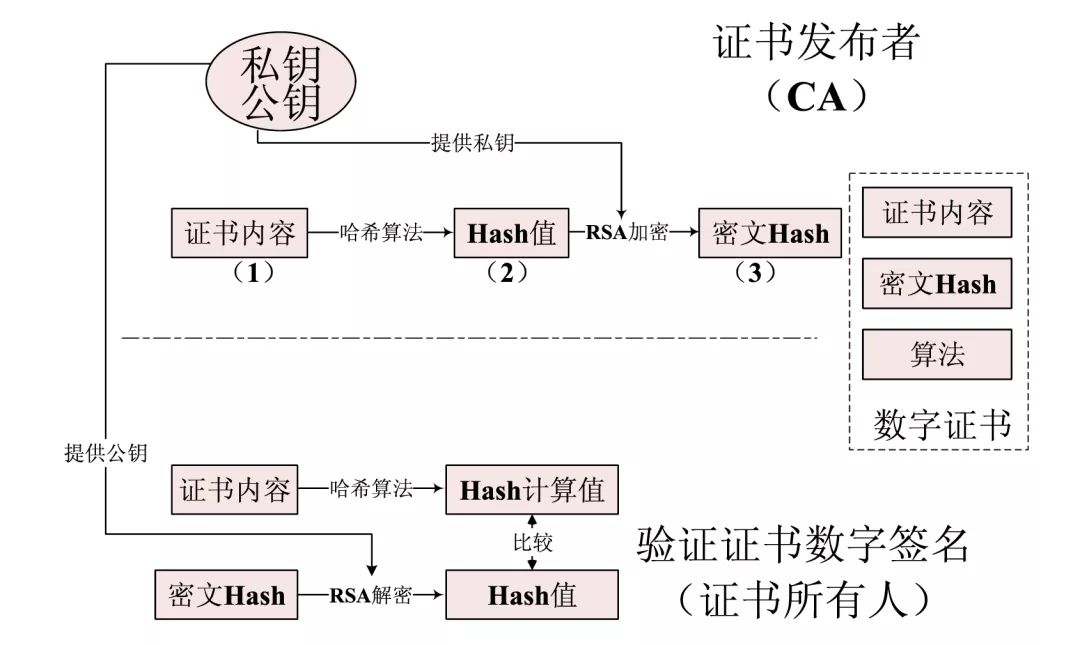 证书发布者
（CA）
私钥
公钥
提供私钥
证书内容
哈希算法
Hash值
RSA加密
密文Hash
（1）
（2）
（3）
证书内容
密文Hash
算法
数字证书
提供公钥
证书内容
哈希算法
Hash计算值
比较
密文Hash
RSA解密
Hash值
验证证书数字签名
（证书所有人）